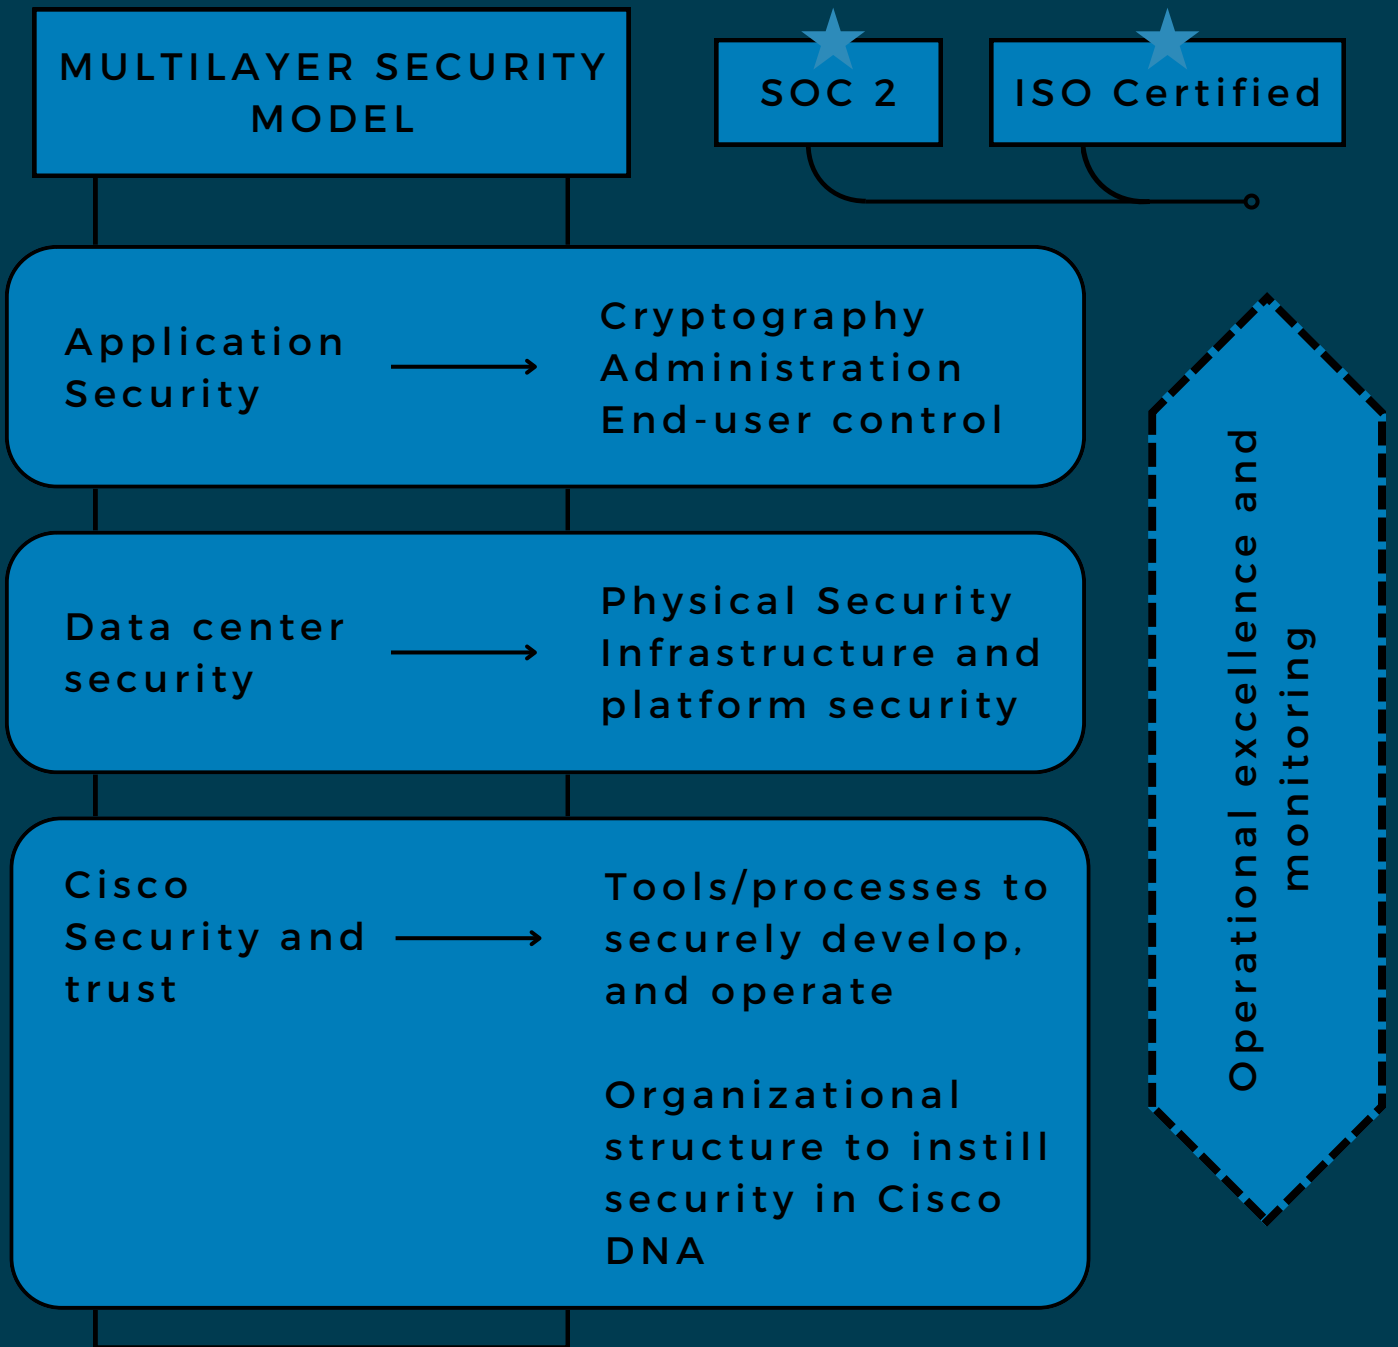 MULTILAYER SECURITY
MODEL
SOC 2
ISO Certified
Application
Security
Cryptography
Administration
End-user control
Data center
security
Physical Security
Infrastructure and
platform security
Cisco
Security and
trust
Tools/processes to
securely develop,
and operate
Organizational
structure to instill
security in Cisco
DNA
Operational excellence and
monitoring